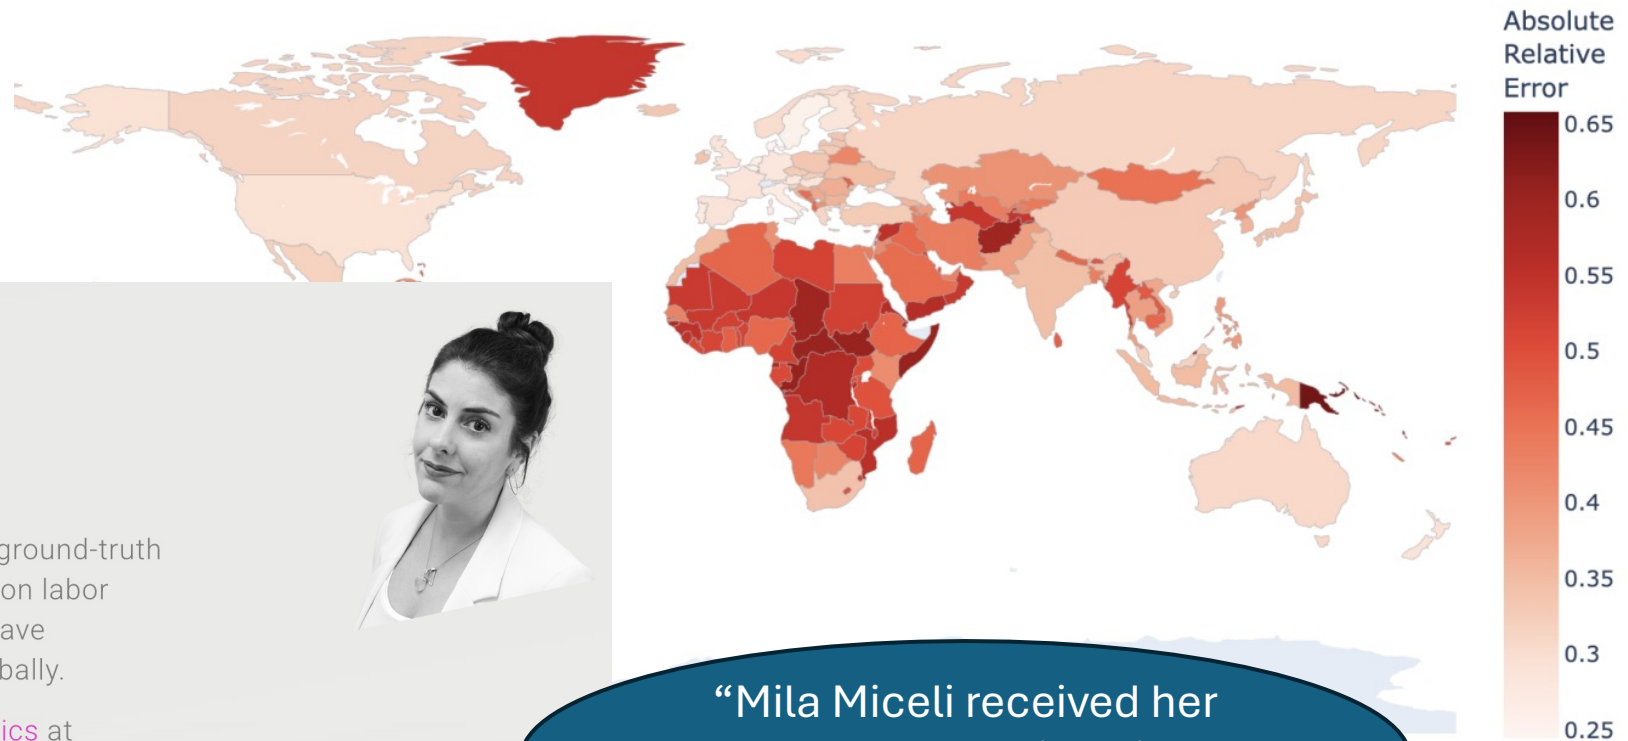 Absolute
Relative
Error
0.65
0.6
0.55
0.5
0.45
0.4
0.35
0.3
0.25
ground-truth
on labor
ave
bally.
ics at
“Mila Miceli received her